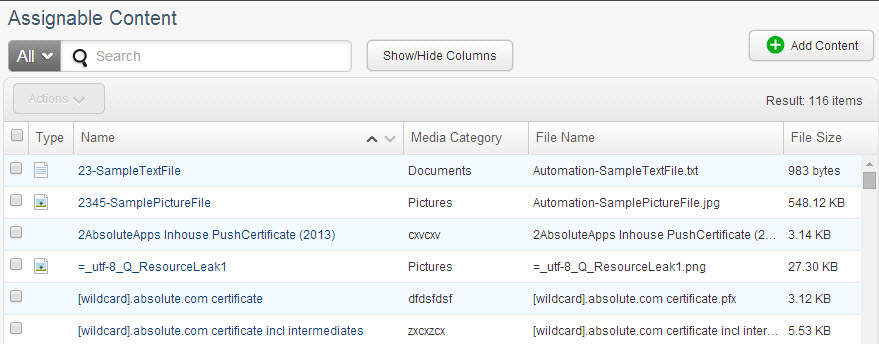 Assignable Content
All Search Show/Hide Columns Add Content
Actions Result: 116 items
Type Name Media Category File Name File Size
23-SampleTextFile Documents Automation-SampleTextFile.txt 983 bytes
2345-SamplePictureFile Pictures Automation-SamplePictureFile.jpg 548.12 KB
2AbsoluteApps Inhouse PushCertificate (2013) cxvcxv 2AbsoluteApps Inhouse PushCertificate (2... 3.14 KB
=_utf-8_Q_ResourceLeak1 Pictures =_utf-8_Q_ResourceLeak1.png 27.30 KB
[wildcard].absolute.com certificate dfdsfdsf [wildcard].absolute.com certificate.pfx 3.12 KB
[wildcard].absolute.com certificate incl intermediates zxcxzcx [wildcard].absolute.com certificate incl inter... 5.53 KB